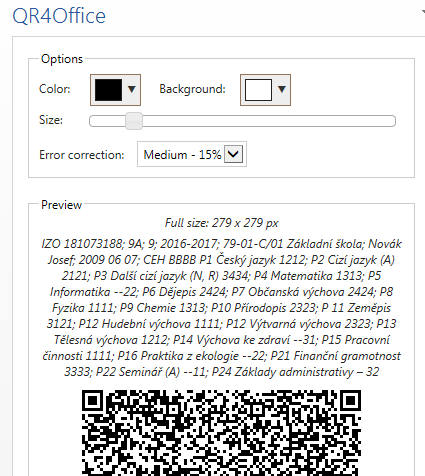 QR4Office
Options
Color:
Background:
Size:
Error correction:
Medium - 15%
Preview
Full size: 279 x 279 px
IZO 181073188; 9A; 9; 2016-2017; 79-01-C/01 Základní škola; Novák
Josef; 2009 06 07; CEH BBBB P1 Český jazyk 1212; P2 Cizí jazyk (A)
2121; P3 Další cizí jazyk (N, R) 3434; P4 Matematika 1313; P5
Informatika --22; P6 Dějepis 2424; P7 Občanská výchova 2424; P8
Fyzika 1111; P9 Chemie 1313; P10 Přírodopis 2323; P 11 Zeměpis
3121; P12 Hudební výchova 1111; P12 Výtvarná výchova 2323; P13
Tělesná výchova 1212; P14 Výchova ke zdraví --31; P15 Pracovní
činnosti 1111; P16 Praktika z ekologie --22; P21 Finanční gramotnost
3333; P22 Seminář (A) --11; P24 Základy administrativy – 32